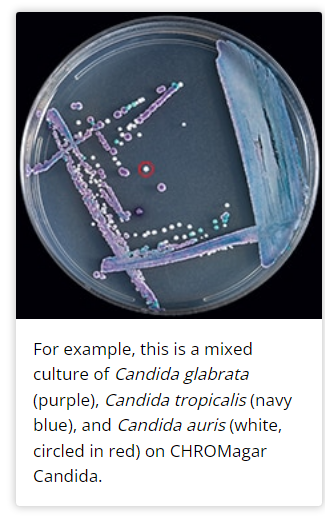 For example, this is a mixed
culture of Candida glabrata
(purple), Candida tropicalis (navy
blue), and Candida auris (white,
circled in red) on CHROMagar
Candida.